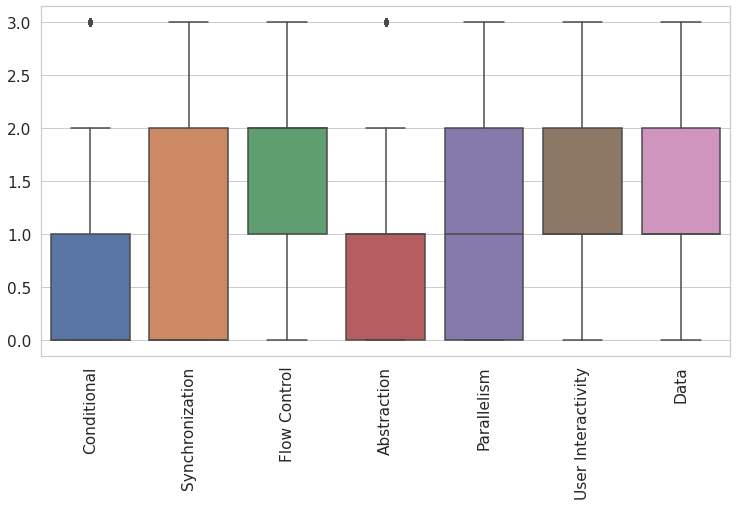 3.0
2.5
2.0
1.5
1.0
0.5
0.0
Conditional
Synchronization
Flow Control
Abstraction
Parallelism
User Interactivity
Data